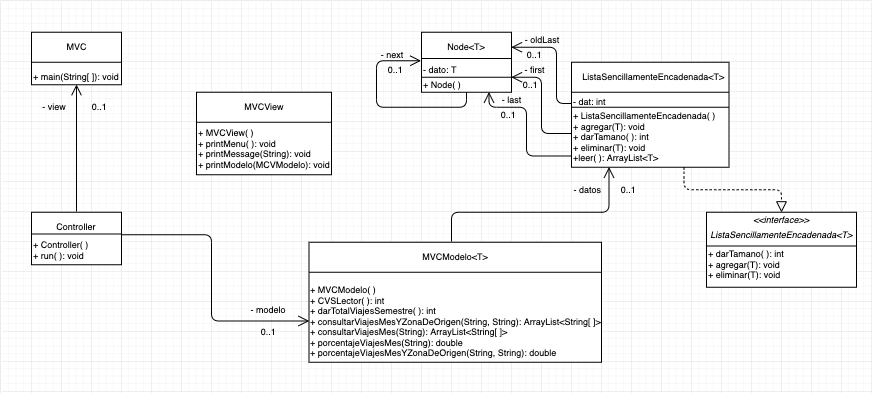 MVC
+ main(String[ ]): void
- view
0..1
MVCView
+ MVCView( )
+ printMenu( ): void
+ printMessage(String): void
+ printModelo(MCVModelo): void
Node<T>
- dato: T
+ Node( )
- next
0..1
- oldLast
0..1
- first
0..1
- last
0..1
ListaSencillamenteEncadenada<T>
- dat: int
+ ListaSencillamenteEncadenada( )
+ agregar(T): void
+ darTamano( ): int
+ eliminar(T): void
+leer( ): ArrayList<T>
- datos
0..1
Controller
+ Controller( )
+ run( ): void
- modelo
0..1
MVCModelo<T>
+ MVCModelo( )
+ CVSLector( ): int
+ darTotalViajesSemestre( ): int
+ consultarViajesMesYZonaDeOrigen(String, String): ArrayList<String[ ]>
+ consultarViajesMes(String): ArrayList<String[ ]>
+ porcentajeViajesMes(String): double
+ porcentajeViajesMesYZonaDeOrigen(String, String): double
<<interface>>
ListaSencillamenteEncadenada<T>
+ darTamano( ): int
+ agregar(T): void
+ eliminar(T): void